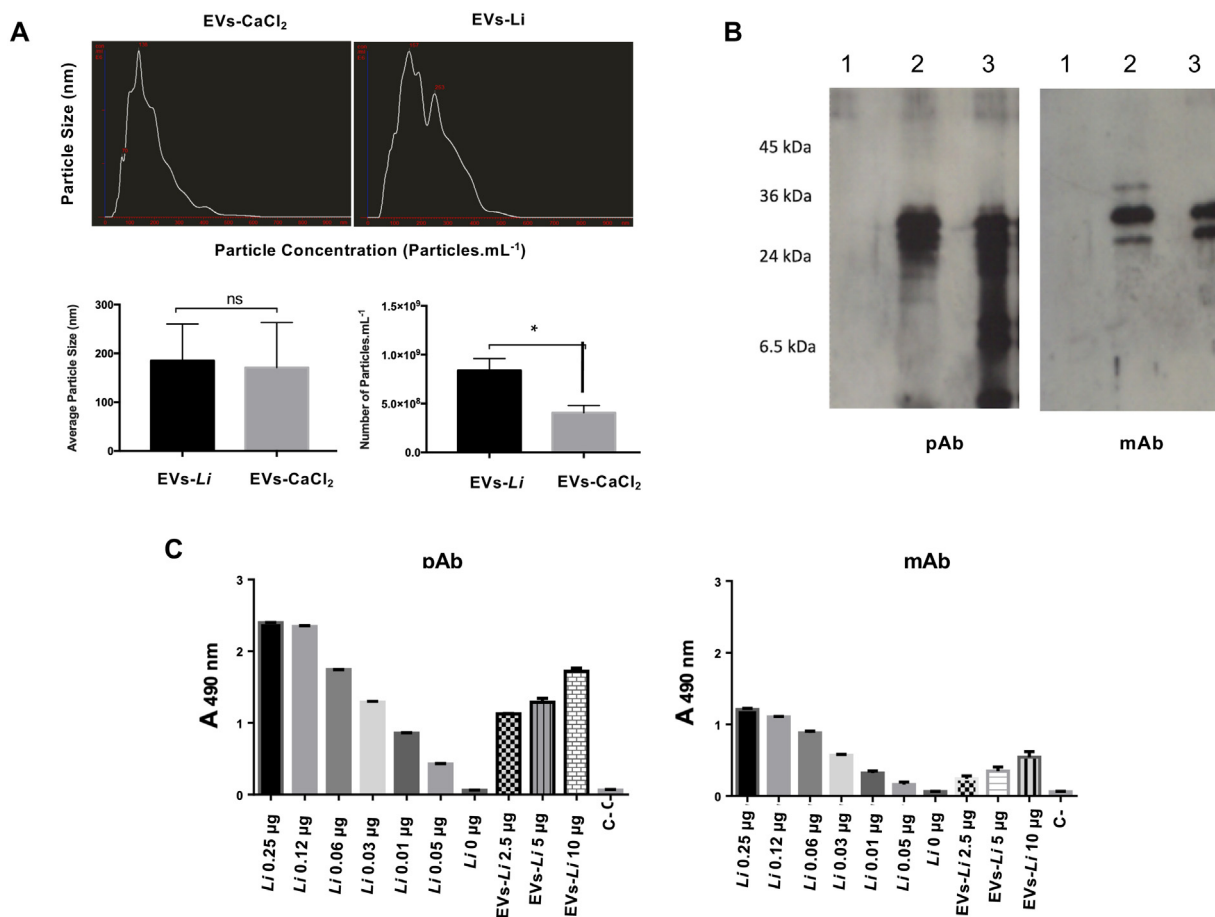 A
EVs-CaCl₂
EVs-Li
Particle Size (nm)
Particle Concentration (Particles.mL⁻¹)
Average Particle Size (nm)
300
200
100
0
ns
EVs-Li
EVs-CaCl₂
Number of Particles.mL⁻¹
1.5×10⁹
1.0×10⁹
5.0×10⁸
0.0
*
EVs-Li
EVs-CaCl₂
B
1 2 3
1 2 3
45 kDa
36 kDa
24 kDa
6.5 kDa
pAb
mAb
C
pAb
A 490 nm
3
2
1
0
Li 0.25 µg
Li 0.12 µg
Li 0.06 µg
Li 0.03 µg
Li 0.01 µg
Li 0.05 µg
Li 0 µg
EVs-Li 2.5 µg
EVs-Li 5 µg
EVs-Li 10 µg
C-
mAb
A 490 nm
3
2
1
0
Li 0.25 µg
Li 0.12 µg
Li 0.06 µg
Li 0.03 µg
Li 0.01 µg
Li 0.05 µg
Li 0 µg
EVs-Li 2.5 µg
EVs-Li 5 µg
EVs-Li 10 µg
C-